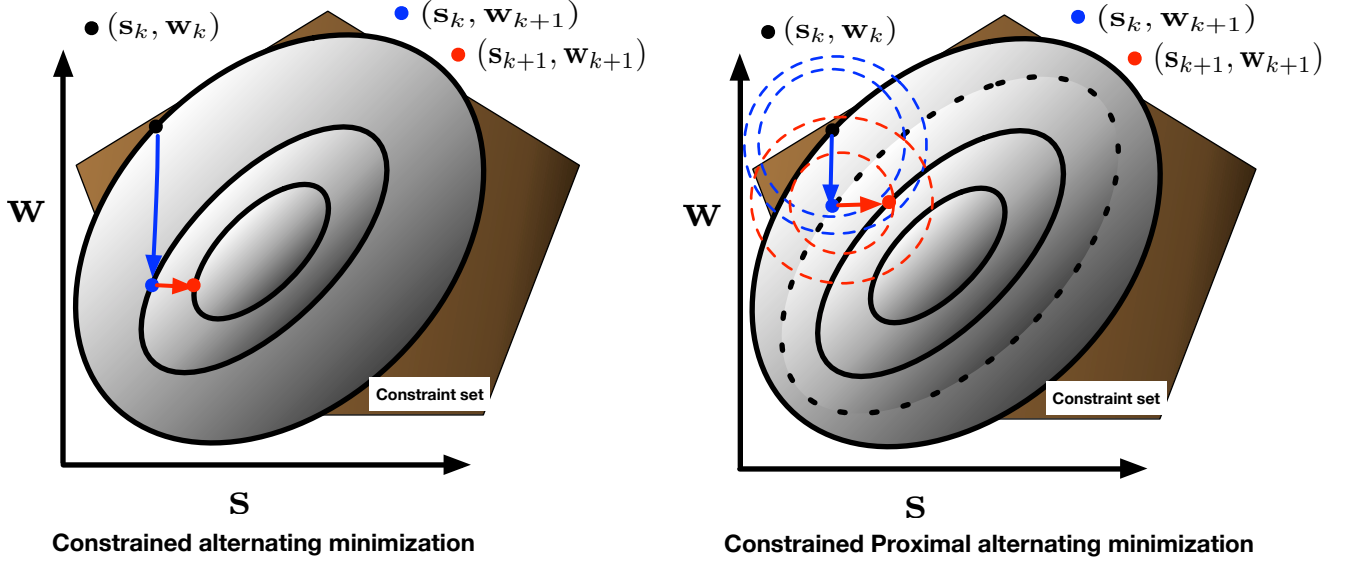 (s_k, w_k)
(s_k, w_{k+1})
(s_{k+1}, w_{k+1})
w
Constraint set
s
Constrained alternating minimization
(s_k, w_k)
(s_k, w_{k+1})
(s_{k+1}, w_{k+1})
w
Constraint set
s
Constrained Proximal alternating minimization